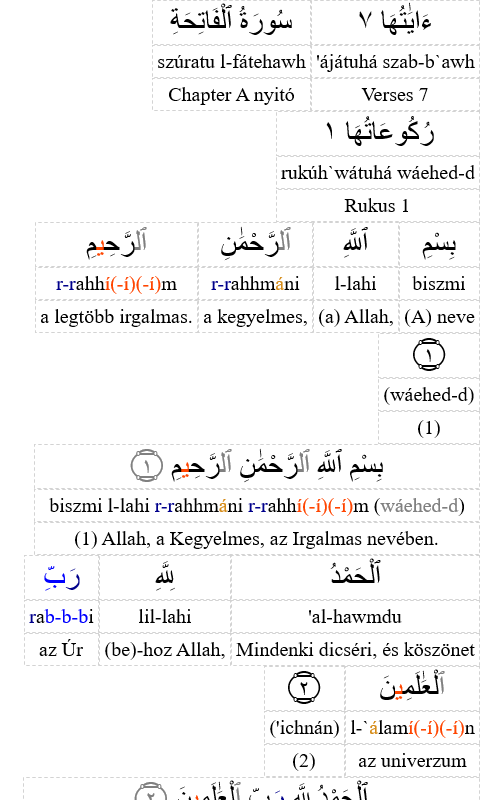 سُورَةُ ٱلْفَاتِحَةِ ءَايَٰتُهَا ٧
szúratu l-fátehawh 'ájátuhá szab-b`awh
Chapter A nyitó Verses 7
رُكُوعَاتُهَا ١
rukúh`wátuhá wáehed-d
Rukus 1
بِسْمِ ٱللَّهِ ٱلرَّحْمَٰنِ ٱلرَّحِيمِ
r-rahhí(-í)(-í)m r-rahhmáni l-lahi biszmi
a legtöbb irgalmas. a kegyelmes, (a) Allah, (A) neve
١
(wáehed-d)
(1)
بِسْمِ ٱللَّهِ ٱلرَّحْمَٰنِ ٱلرَّحِيمِ ١
biszmi l-lahi r-rahhmáni r-rahhí(-í)(-í)m (wáehed-d)
(1) Allah, a Kegyelmes, az Irgalmas nevében.
ٱلْحَمْدُ لِلَّهِ رَبِّ
rab-b-bi lil-lahi 'al-hawmdu
az Úr (be)-hoz Allah, Mindenki dicséri, és köszönet
ٱلْعَٰلَمِينَ ٢
('ichnán) l-`álamí(-í)(-í)n
(2) az univerzum
ٱلْحَمْدُ لِلَّهِ رَبِّ ٱلْعَٰلَمِينَ ٢